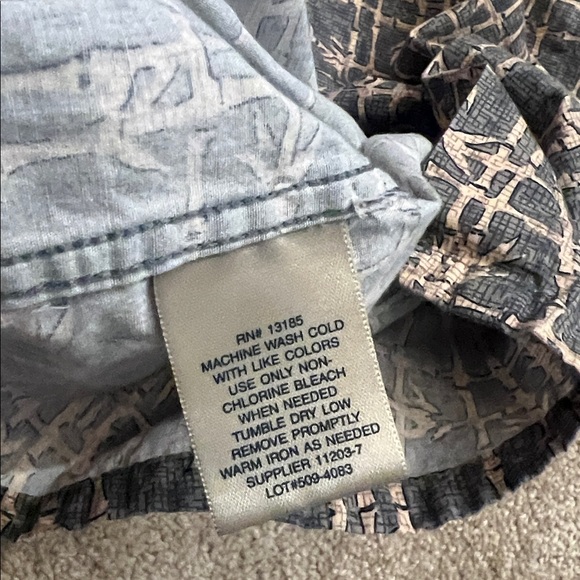 RN# 13185
MACHINE WASH COLD
WITH LIKE COLORS
USE ONLY NON-
CHLORINE BLEACH
WHEN NEEDED
TUMBLE DRY LOW
REMOVE PROMPTLY
WARM IRON AS NEEDED
SUPPLIER 11203-7
LOT#509-4083